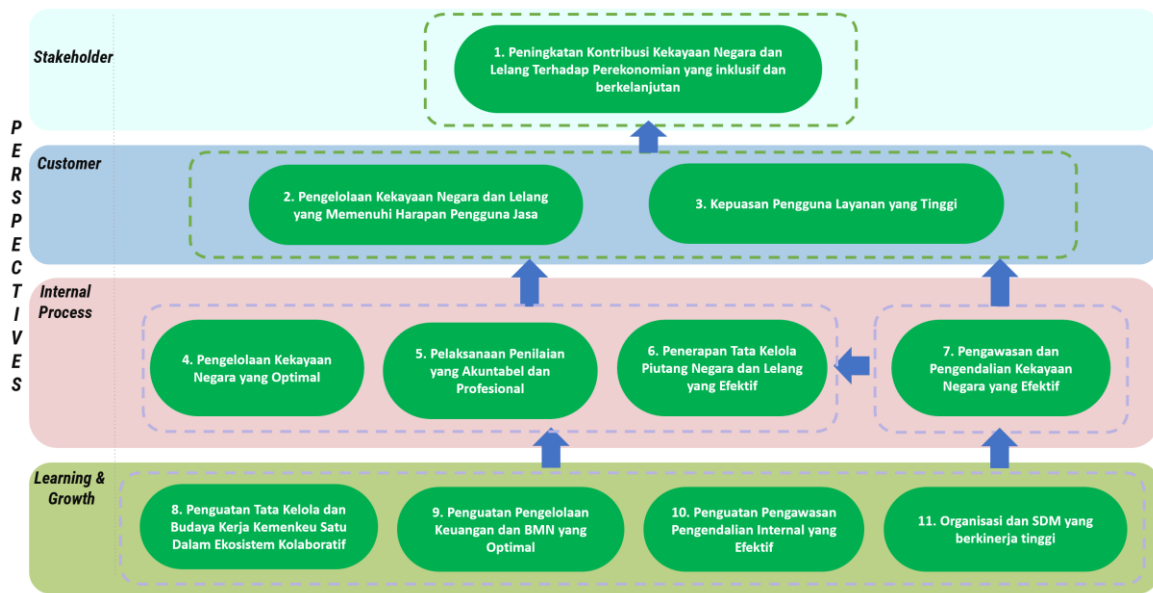 PERSPECTIVES
Stakeholder
1. Peningkatan Kontribusi Kekayaan Negara dan
Lelang Terhadap Perekonomian yang inklusif dan
berkelanjutan
Customer
2. Pengelolaan Kekayaan Negara dan Lelang
yang Memenuhi Harapan Pengguna Jasa
3. Kepuasan Pengguna Layanan yang Tinggi
Internal
Process
4. Pengelolaan Kekayaan
Negara yang Optimal
5. Pelaksanaan Penilaian
yang Akuntabel dan
Profesional
6. Penerapan Tata Kelola
Piutang Negara dan Lelang
yang Efektif
7. Pengawasan dan
Pengendalian Kekayaan
Negara yang Efektif
Learning &
Growth
8. Penguatan Tata Kelola dan
Budaya Kerja Kemenkeu Satu
Dalam Ekosistem Kolaboratif
9. Penguatan Pengelolaan
Keuangan dan BMN yang
Optimal
10. Penguatan Pengawasan
Pengendalian Internal yang
Efektif
11. Organisasi dan SDM yang
berkinerja tinggi